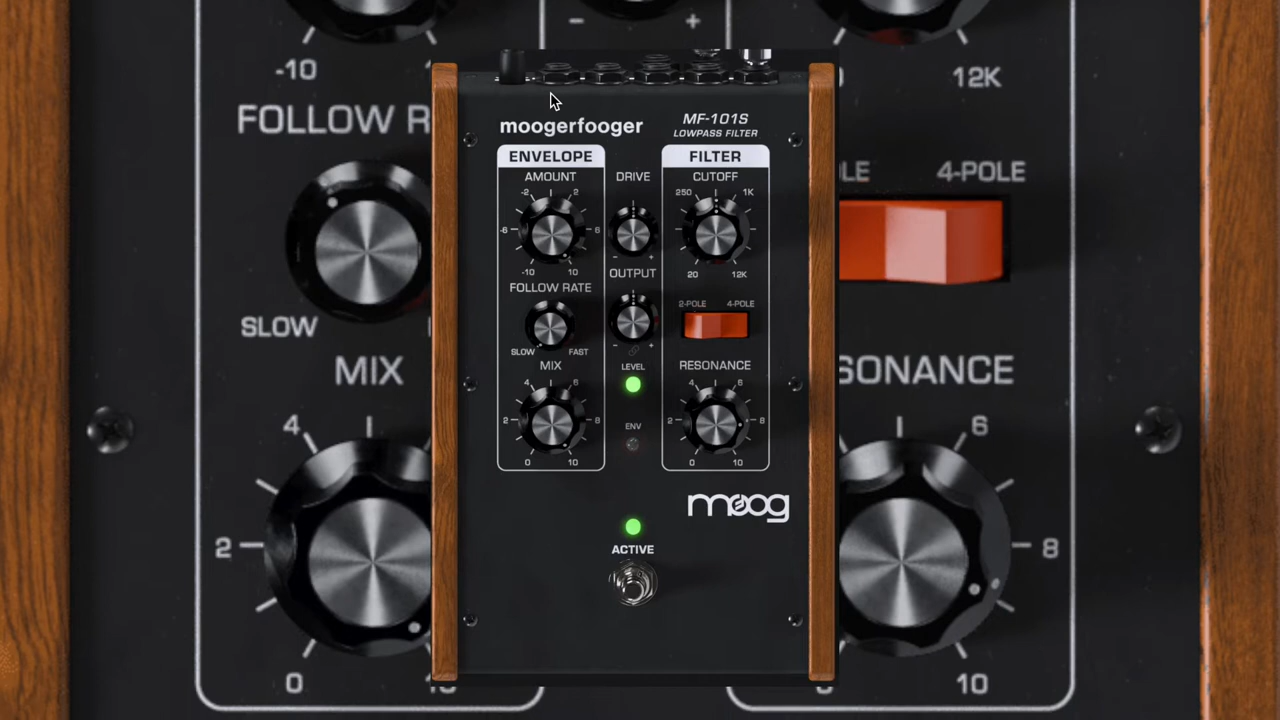 -10
12K
FOLLOW R
4-POLE
SLOW
MIX
SONANCE
4
6
2
8
0
10
moogerfooger
MF-101S
LOWPASS FILTER
ENVELOPE
FILTER
AMOUNT
DRIVE
CUTOFF
-2 2
250 1K
-6 6
-10 10
- +
20 12K
OUTPUT
FOLLOW RATE
2-POLE 4-POLE
SLOW FAST
- +
MIX
LEVEL
RESONANCE
4 6
4 6
2 8
2 8
ENV
0 10
0 10
moog
ACTIVE